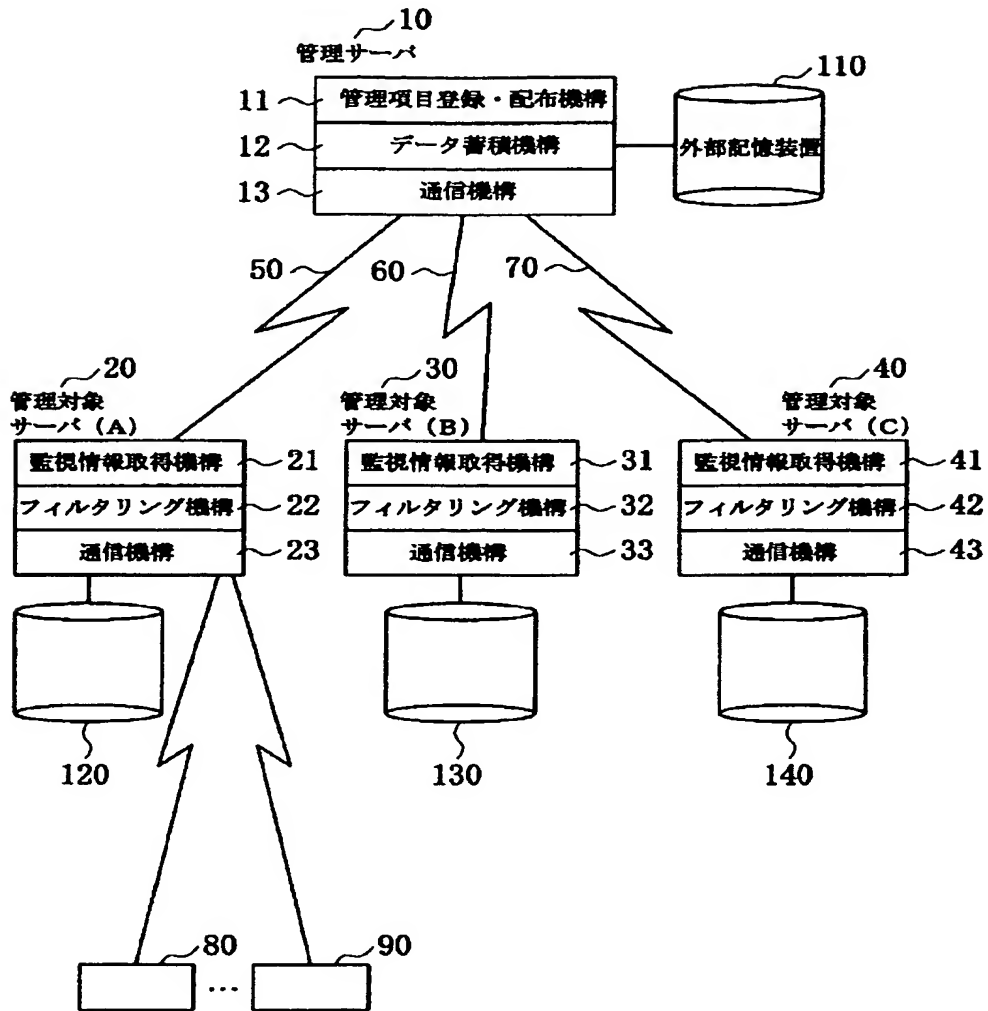 10
管理サーバ
110
11
管理項目登録・配布機構
12
データ蓄積機構
外部記憶装置
13
通信機構
50
60
70
20
30
40
管理対象
サーバ(A)
管理対象
サーバ(B)
管理対象
サーバ(C)
監視情報取得機構
21
監視情報取得機構
31
監視情報取得機構
41
フィルタリング機構
22
フィルタリング機構
32
フィルタリング機構
42
通信機構
23
通信機構
33
通信機構
43
120
130
140
80
90
…